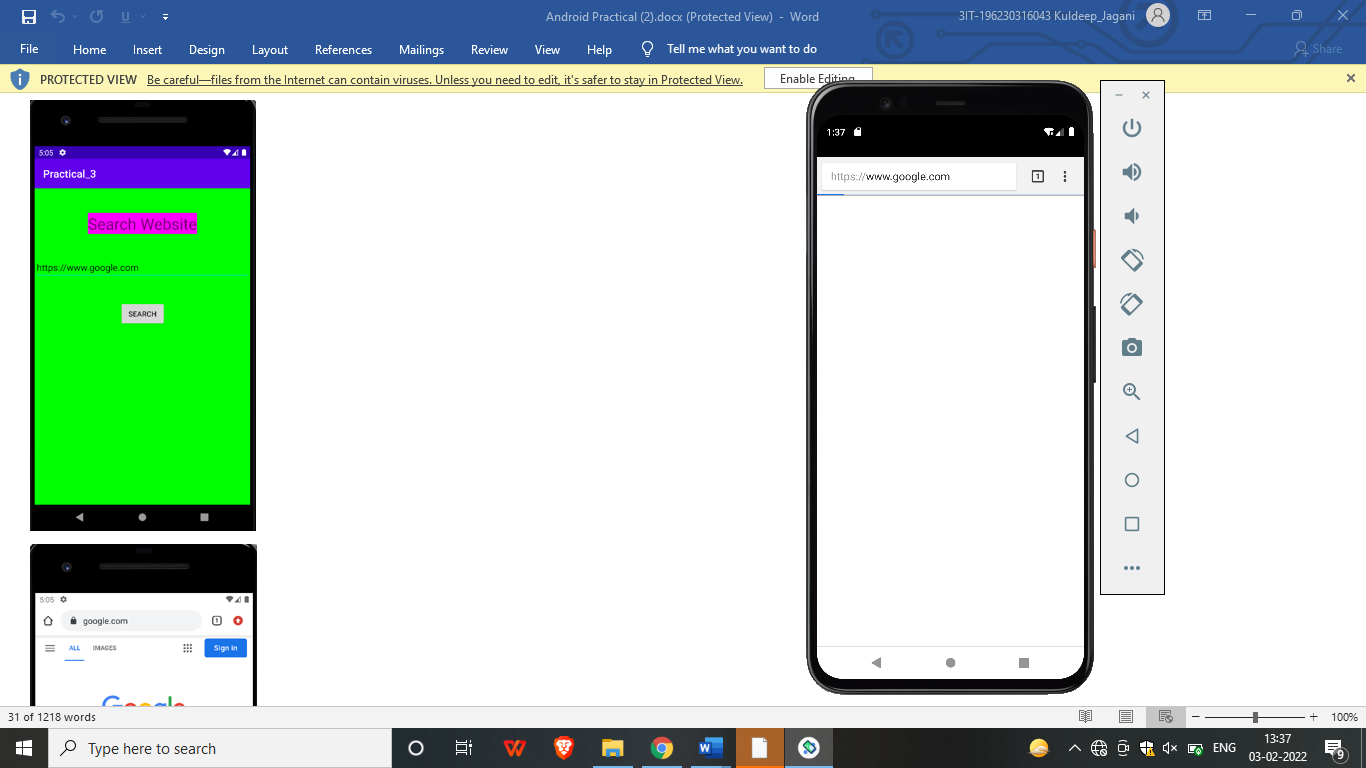 Android Practical (2).docx (Protected View) - Word
3IT-196230316043 Kuldeep_Jagani
File Home Insert Design Layout References Mailings Review View Help Tell me what you want to do Share
PROTECTED VIEW Be careful—files from the Internet can contain viruses. Unless you need to edit, it's safer to stay in Protected View. Enable Editing
5:05
Practical_3
Search Website
https://www.google.com
SEARCH
5:05
google.com
1
ALL IMAGES Sign in
Google
1:37
https://www.google.com
1
31 of 1218 words
100%
Type here to search
W
ENG
13:37
03-02-2022
9